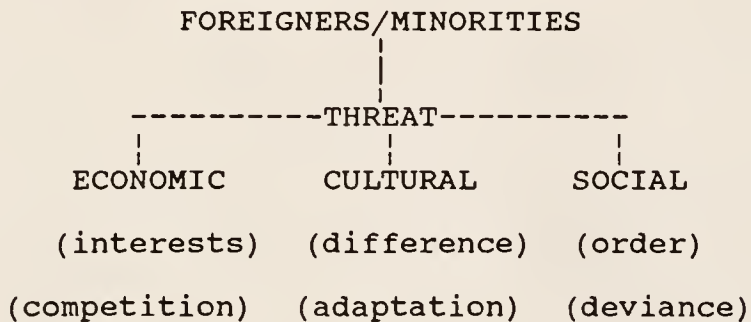 FOREIGNERS/MINORITIES
----------THREAT----------
ECONOMIC CULTURAL SOCIAL
(interests) (difference) (order)
(competition) (adaptation) (deviance)